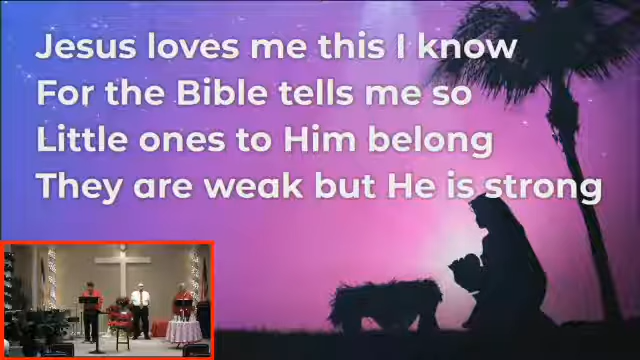 Jesus loves me this I know
For the Bible tells me so
Little ones to Him belong
They are weak but He is strong